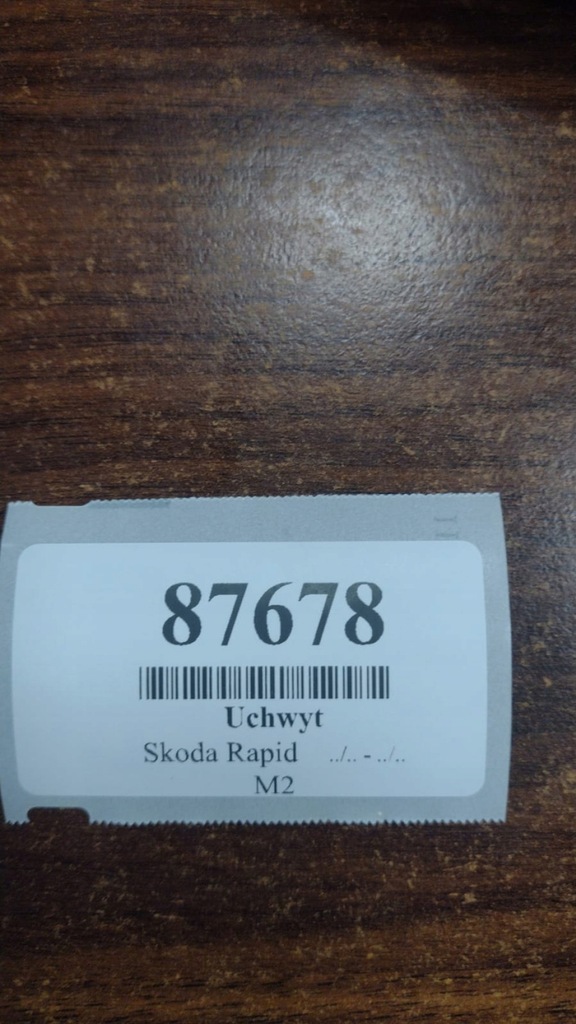 87678
Uchwyt
Skoda Rapid ../.. - ../..
M2